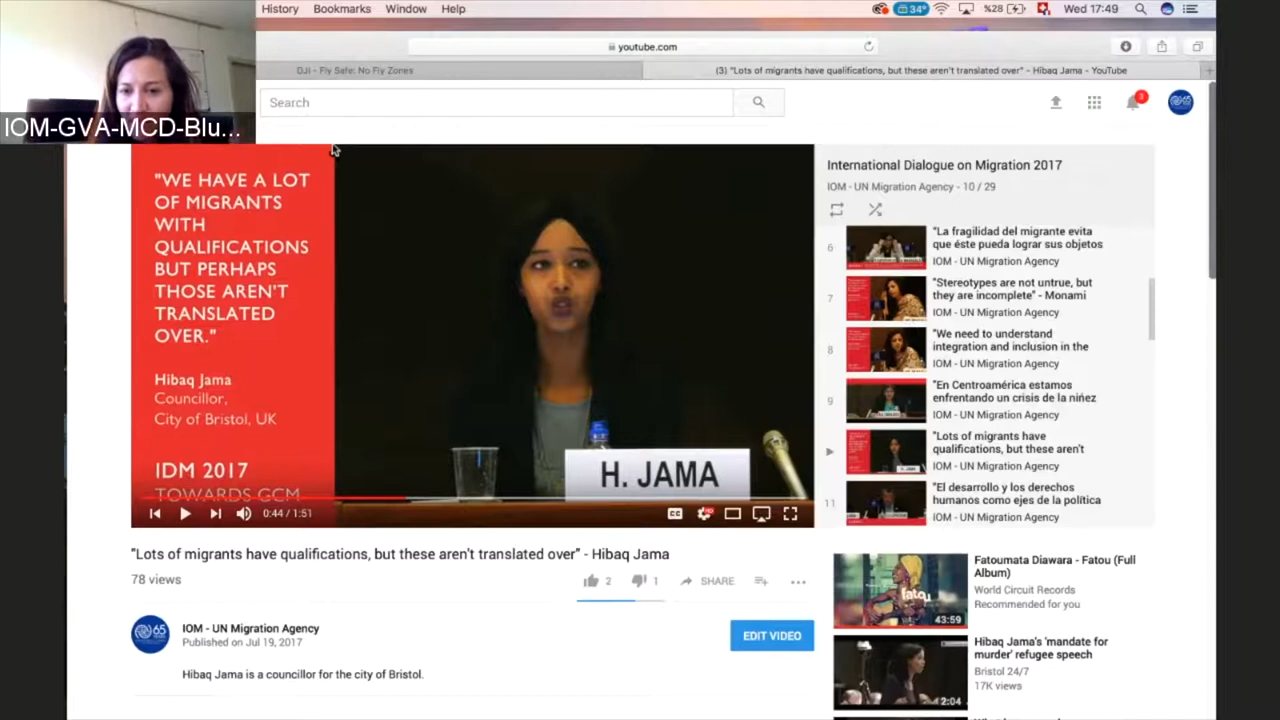 History Bookmarks Window Help
34° %28 Wed 17:49
youtube.com
DJI - Fly Safe: No Fly Zones
(3) "Lots of migrants have qualifications, but these aren't translated over" - Hibaq Jama - YouTube
Search
3
IOM-GVA-MCD-Blu...
"WE HAVE A LOT
OF MIGRANTS
WITH
QUALIFICATIONS
BUT PERHAPS
THOSE AREN'T
TRANSLATED
OVER."
Hibaq Jama
Councillor,
City of Bristol, UK
IDM 2017
TOWARDS GCM
H. JAMA
0:44 / 1:51
HD
International Dialogue on Migration 2017
IOM - UN Migration Agency - 10 / 29
6
"La fragilidad del migrante evita
que éste pueda lograr sus objetos
IOM - UN Migration Agency
7
"Stereotypes are not untrue, but
they are incomplete" - Monami
IOM - UN Migration Agency
8
"We need to understand
integration and inclusion in the
IOM - UN Migration Agency
9
"En Centroamérica estamos
enfrentando un crisis de la niñez
IOM - UN Migration Agency
"Lots of migrants have
qualifications, but these aren't
IOM - UN Migration Agency
11
"El desarrollo y los derechos
humanos como ejes de la política
IOM - UN Migration Agency
"Lots of migrants have qualifications, but these aren't translated over" - Hibaq Jama
78 views
2 1 SHARE
65
IOM - UN Migration Agency
Published on Jul 19, 2017
EDIT VIDEO
Hibaq Jama is a councillor for the city of Bristol.
fatou
43:59
Fatoumata Diawara - Fatou (Full
Album)
World Circuit Records
Recommended for you
2:04
Hibaq Jama's 'mandate for
murder' refugee speech
Bristol 24/7
17K views